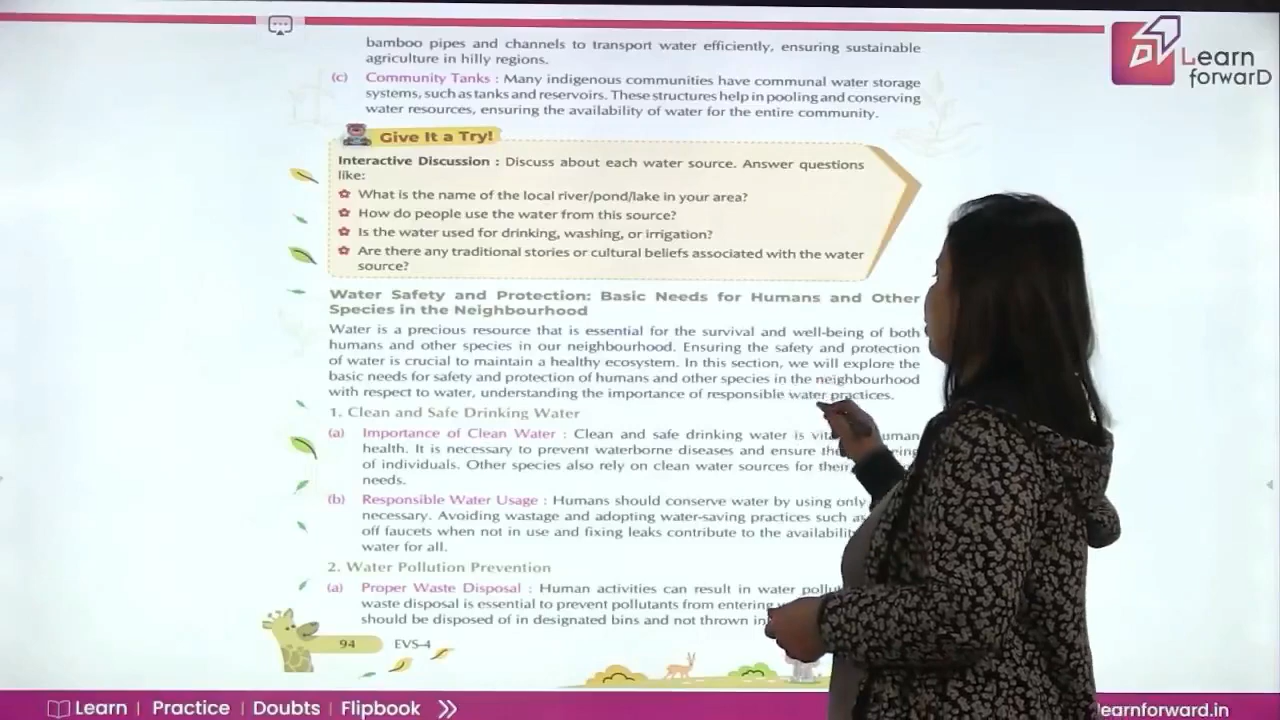 Learn
forwarD
bamboo pipes and channels to transport water efficiently, ensuring sustainable
agriculture in hilly regions.
(c) Community Tanks : Many indigenous communities have communal water storage
systems, such as tanks and reservoirs. These structures help in pooling and conserving
water resources, ensuring the availability of water for the entire community.
Give It a Try!
Interactive Discussion : Discuss about each water source. Answer questions
like:
What is the name of the local river/pond/lake in your area?
How do people use the water from this source?
Is the water used for drinking, washing, or irrigation?
Are there any traditional stories or cultural beliefs associated with the water
source?
Water Safety and Protection: Basic Needs for Humans and Other
Species in the Neighbourhood
Water is a precious resource that is essential for the survival and well-being of both
humans and other species in our neighbourhood. Ensuring the safety and protection
of water is crucial to maintain a healthy ecosystem. In this section, we will explore the
basic needs for safety and protection of humans and other species in the neighbourhood
with respect to water, understanding the importance of responsible water practices.
1. Clean and Safe Drinking Water
(a) Importance of Clean Water : Clean and safe drinking water is
health. It is necessary to prevent waterborne diseases and ensure
of individuals. Other species also rely on clean water sources for their
needs.
(b) Responsible Water Usage : Humans should conserve water by using only
necessary. Avoiding wastage and adopting water-saving practices such as
off faucets when not in use and fixing leaks contribute to the
water for all.
2. Water Pollution Prevention
(a) Proper Waste Disposal : Human activities can result in water
waste disposal is essential to prevent pollutants from entering
should be disposed of in designated bins and not thrown
94 EVS-4
Learn | Practice | Doubts | Flipbook
learnforward.in